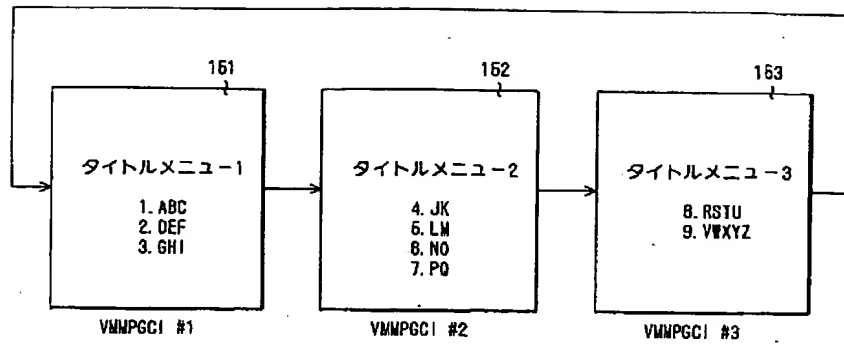 151
152
153
タイトルメニュー1
1. ABC
2. DEF
3. GHI
タイトルメニュー2
4. JK
5. LM
6. NO
7. PQ
タイトルメニュー3
8. RSTU
9. VWXYZ
VMMPGCI #1
VMMPGCI #2
VMMPGCI #3